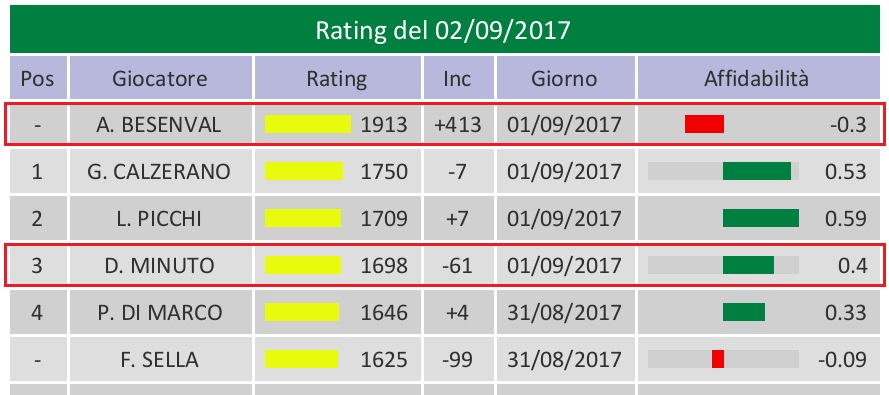 Rating del 02/09/2017
Pos Giocatore Rating Inc Giorno Affidabilità
- A. BESENVAL 1913 +413 01/09/2017 -0.3
1 G. CALZERANO 1750 -7 01/09/2017 0.53
2 L. PICCHI 1709 +7 01/09/2017 0.59
3 D. MINUTO 1698 -61 01/09/2017 0.4
4 P. DI MARCO 1646 +4 31/08/2017 0.33
- F. SELLA 1625 -99 31/08/2017 -0.09